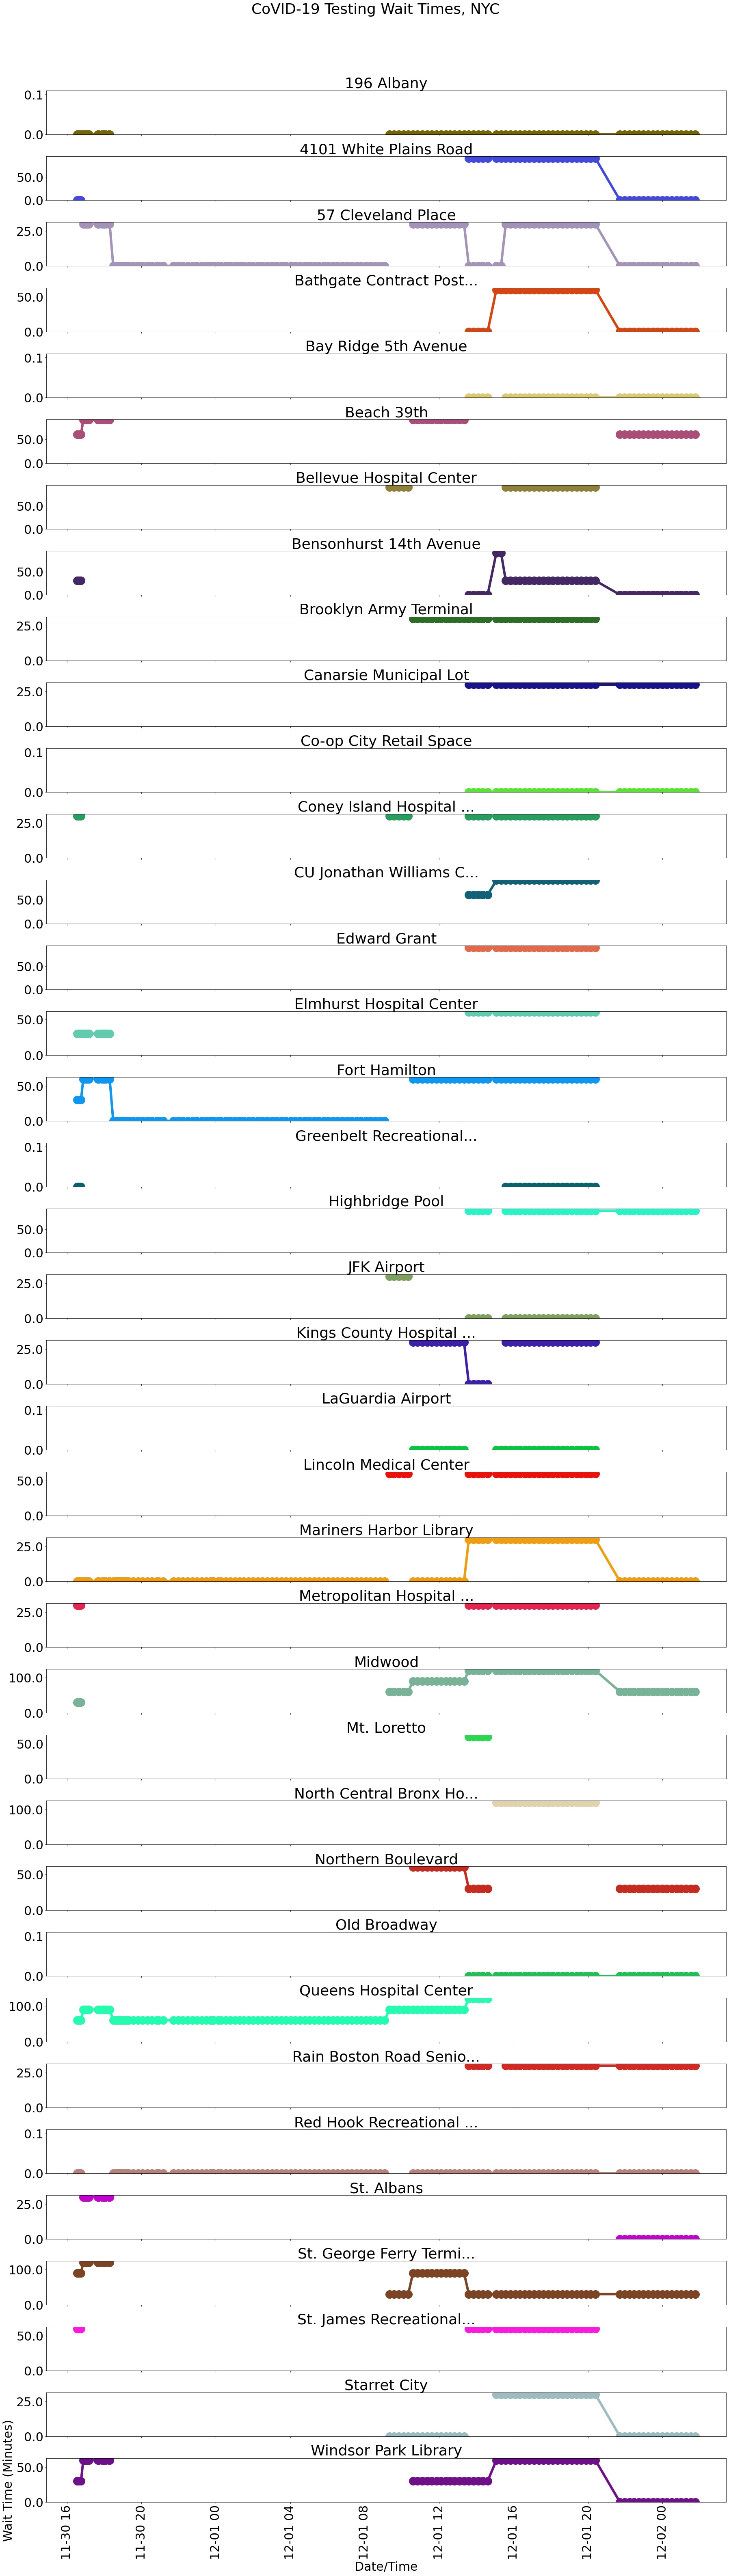 CoVID-19 Testing Wait Times, NYC
196 Albany
0.1
0.0
4101 White Plains Road
50.0
0.0
57 Cleveland Place
25.0
0.0
Bathgate Contract Post...
50.0
0.0
Bay Ridge 5th Avenue
0.1
0.0
Beach 39th
50.0
0.0
Bellevue Hospital Center
50.0
0.0
Bensonhurst 14th Avenue
50.0
0.0
Brooklyn Army Terminal
25.0
0.0
Canarsie Municipal Lot
25.0
0.0
Co-op City Retail Space
0.1
0.0
Coney Island Hospital ...
25.0
0.0
CU Jonathan Williams C...
50.0
0.0
Edward Grant
50.0
0.0
Elmhurst Hospital Center
50.0
0.0
Fort Hamilton
50.0
0.0
Greenbelt Recreational...
0.1
0.0
Highbridge Pool
50.0
0.0
JFK Airport
25.0
0.0
Kings County Hospital ...
25.0
0.0
LaGuardia Airport
0.1
0.0
Lincoln Medical Center
50.0
0.0
Mariners Harbor Library
25.0
0.0
Metropolitan Hospital ...
25.0
0.0
Midwood
100.0
0.0
Mt. Loretto
50.0
0.0
North Central Bronx Ho...
100.0
0.0
Northern Boulevard
50.0
0.0
Old Broadway
0.1
0.0
Queens Hospital Center
100.0
0.0
Rain Boston Road Senio...
25.0
0.0
Red Hook Recreational ...
0.1
0.0
St. Albans
25.0
0.0
St. George Ferry Termi...
100.0
0.0
St. James Recreational...
50.0
0.0
Starret City
25.0
0.0
Windsor Park Library
50.0
0.0
Wait Time (Minutes)
11-30 16
11-30 20
12-01 00
12-01 04
12-01 08
12-01 12
12-01 16
12-01 20
12-02 00
Date/Time